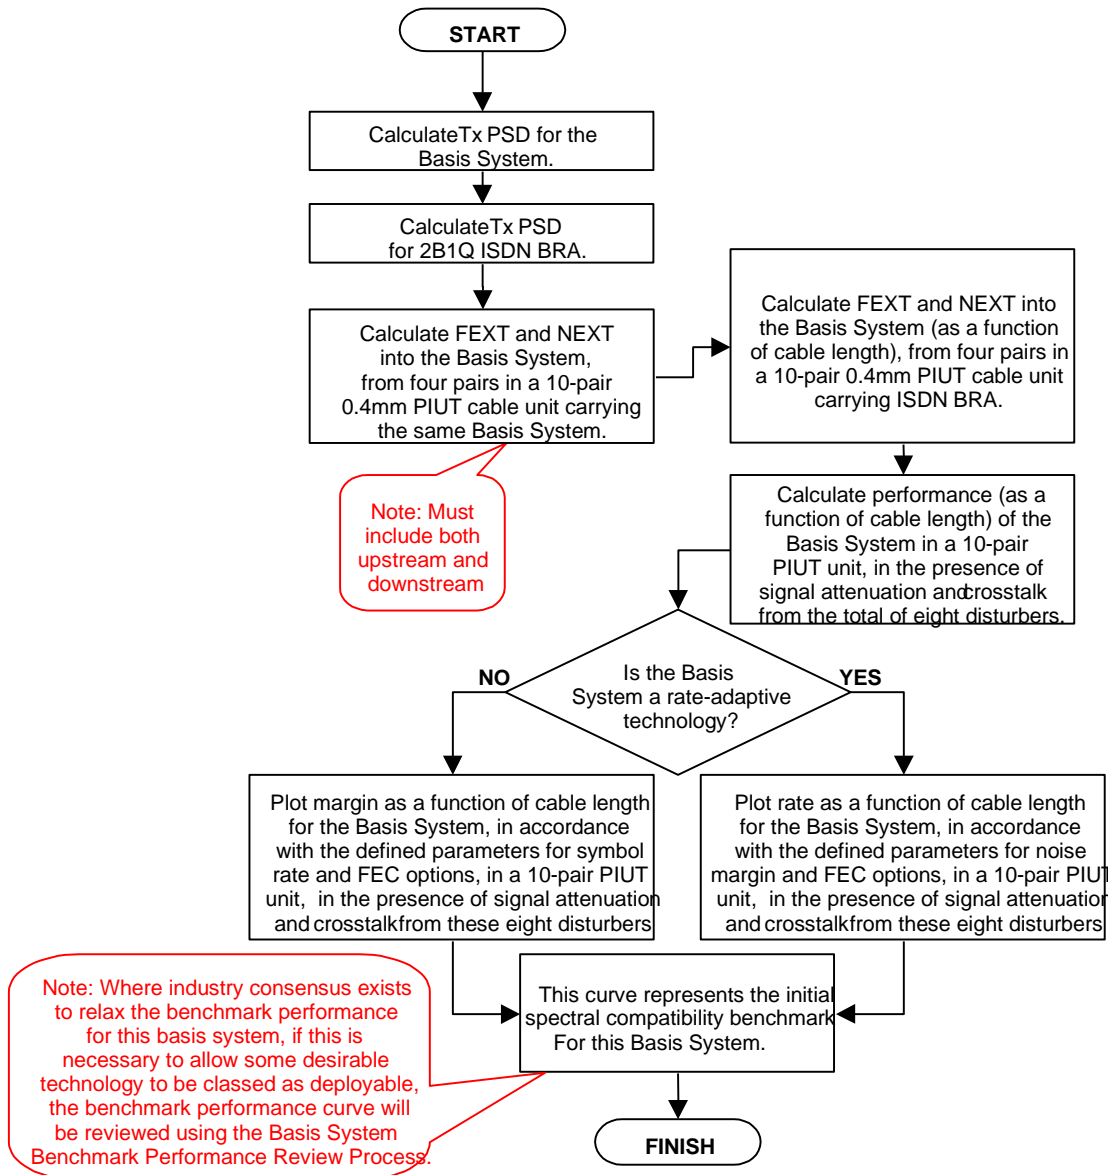 START
CalculateTx PSD for the
Basis System.
CalculateTx PSD
for 2B1Q ISDN BRA.
Calculate FEXT and NEXT
into the Basis System,
from four pairs in a 10-pair
0.4mm PIUT cable unit carrying
the same Basis System.
Note: Must
include both
upstream and
downstream
Calculate FEXT and NEXT into
the Basis System (as a function
of cable length), from four pairs in
a 10-pair 0.4mm PIUT cable unit
carrying ISDN BRA.
Calculate performance (as a
function of cable length) of the
Basis System in a 10-pair
PIUT unit, in the presence of
signal attenuation andcrosstalk
from the total of eight disturbers.
Is the Basis
System a rate-adaptive
technology?
NO
YES
Plot margin as a function of cable length
for the Basis System, in accordance
with the defined parameters for symbol
rate and FEC options, in a 10-pair PIUT
unit, in the presence of signal attenuation
and crosstalkfrom these eight disturbers
Plot rate as a function of cable length
for the Basis System, in accordance
with the defined parameters for noise
margin and FEC options, in a 10-pair PIUT
unit, in the presence of signal attenuation
and crosstalkfrom these eight disturbers
This curve represents the initial
spectral compatibility benchmark
For this Basis System.
Note: Where industry consensus exists
to relax the benchmark performance
for this basis system, if this is
necessary to allow some desirable
technology to be classed as deployable,
the benchmark performance curve will
be reviewed using the Basis System
Benchmark Performance Review Process.
FINISH